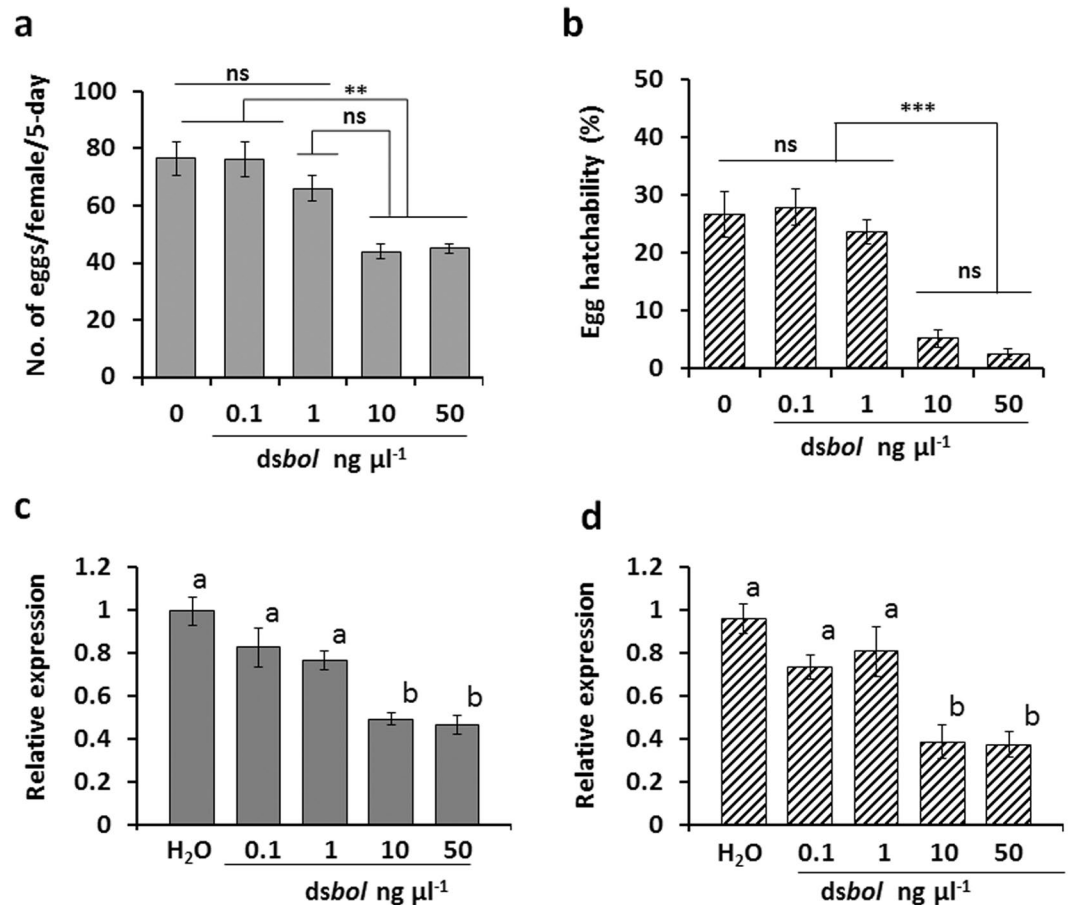 a
No. of eggs/female/5-day
100
80
60
40
20
0
ns
**
ns
0 0.1 1 10 50
dsbol ng µl-1
b
Egg hatchability (%)
50
40
30
20
10
0
ns
***
ns
0 0.1 1 10 50
dsbol ng µl-1
c
Relative expression
1.2
1
0.8
0.6
0.4
0.2
0
a a a b b
H2O 0.1 1 10 50
dsbol ng µl-1
d
Relative expression
1.2
1
0.8
0.6
0.4
0.2
0
a a a b b
H2O 0.1 1 10 50
dsbol ng µl-1